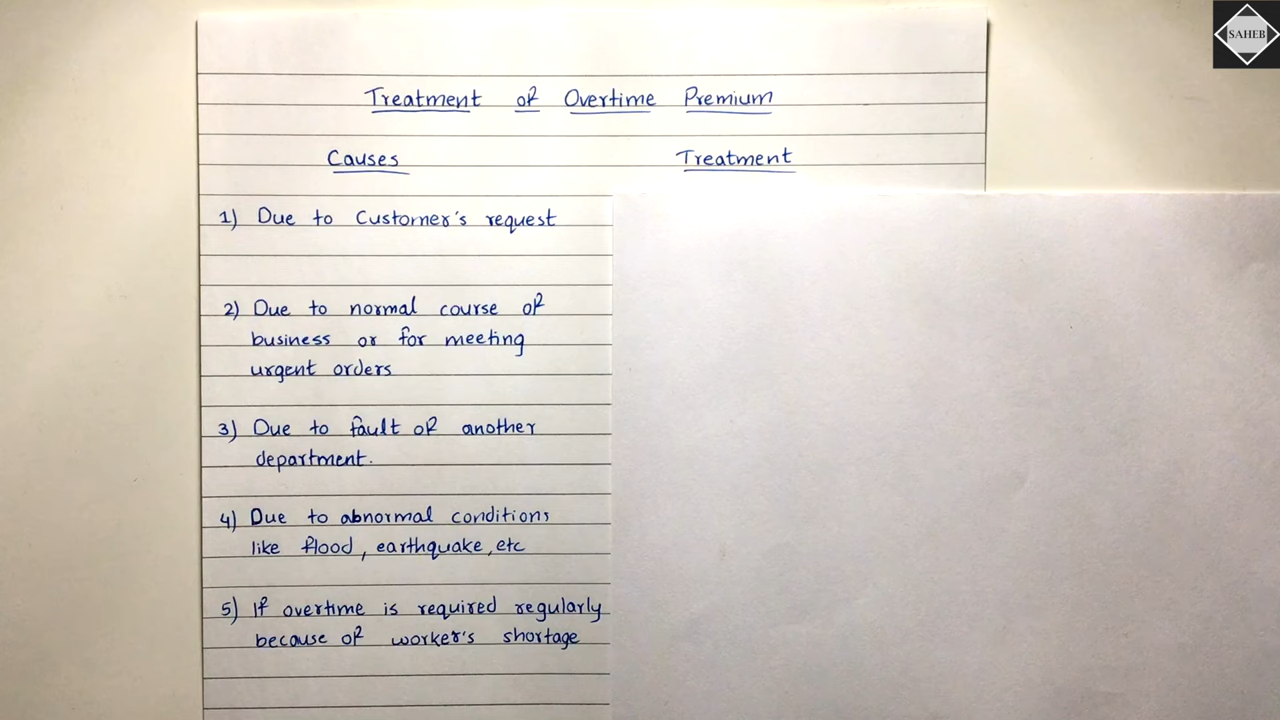 SAHEB
Treatment of Overtime Premium
Causes Treatment
1) Due to Customer's request
2) Due to normal course of
business or for meeting
urgent orders
3) Due to fault of another
department.
4) Due to abnormal conditions
like flood, earthquake, etc
5) If overtime is required regularly
because of worker's shortage